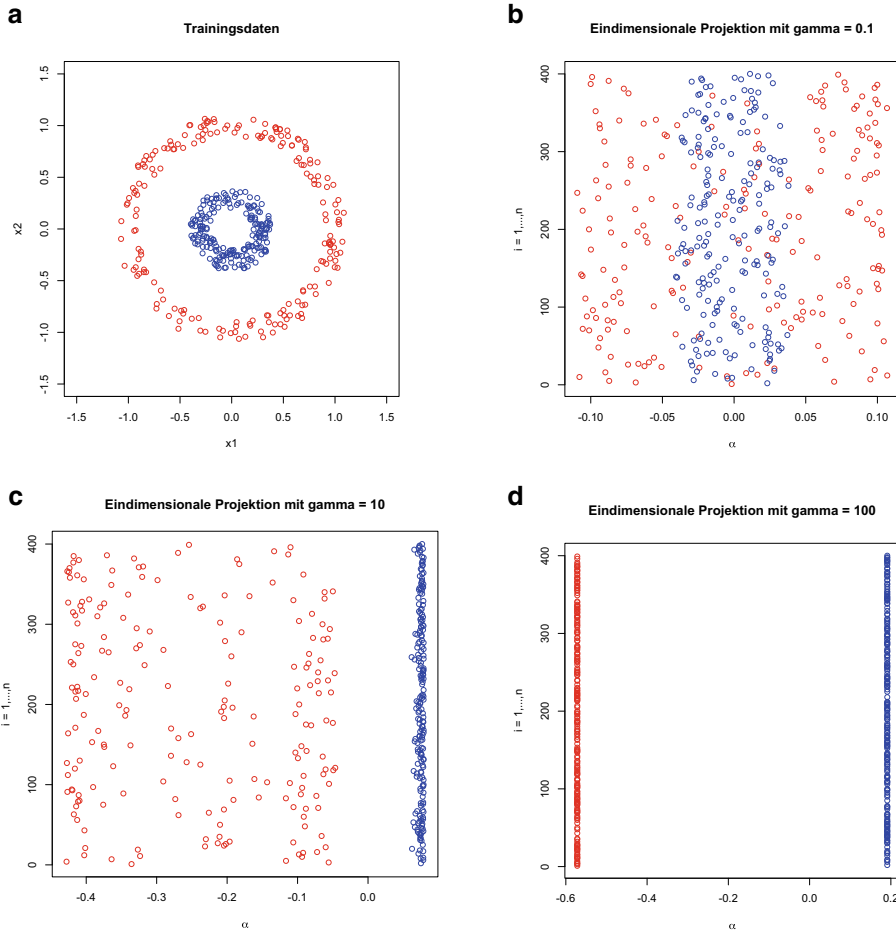 a
Trainingsdaten
1.5
1.0
0.5
0.0
-0.5
-1.0
-1.5
x2
-1.5 -1.0 -0.5 0.0 0.5 1.0 1.5
x1
b
Eindimensionale Projektion mit gamma = 0.1
400
300
200
100
0
i = 1,...,n
-0.10 -0.05 0.00 0.05 0.10
α
c
Eindimensionale Projektion mit gamma = 10
400
300
200
100
0
i = 1,...,n
-0.4 -0.3 -0.2 -0.1 0.0
α
d
Eindimensionale Projektion mit gamma = 100
400
300
200
100
0
i = 1,...,n
-0.6 -0.4 -0.2 0.0 0.2
α